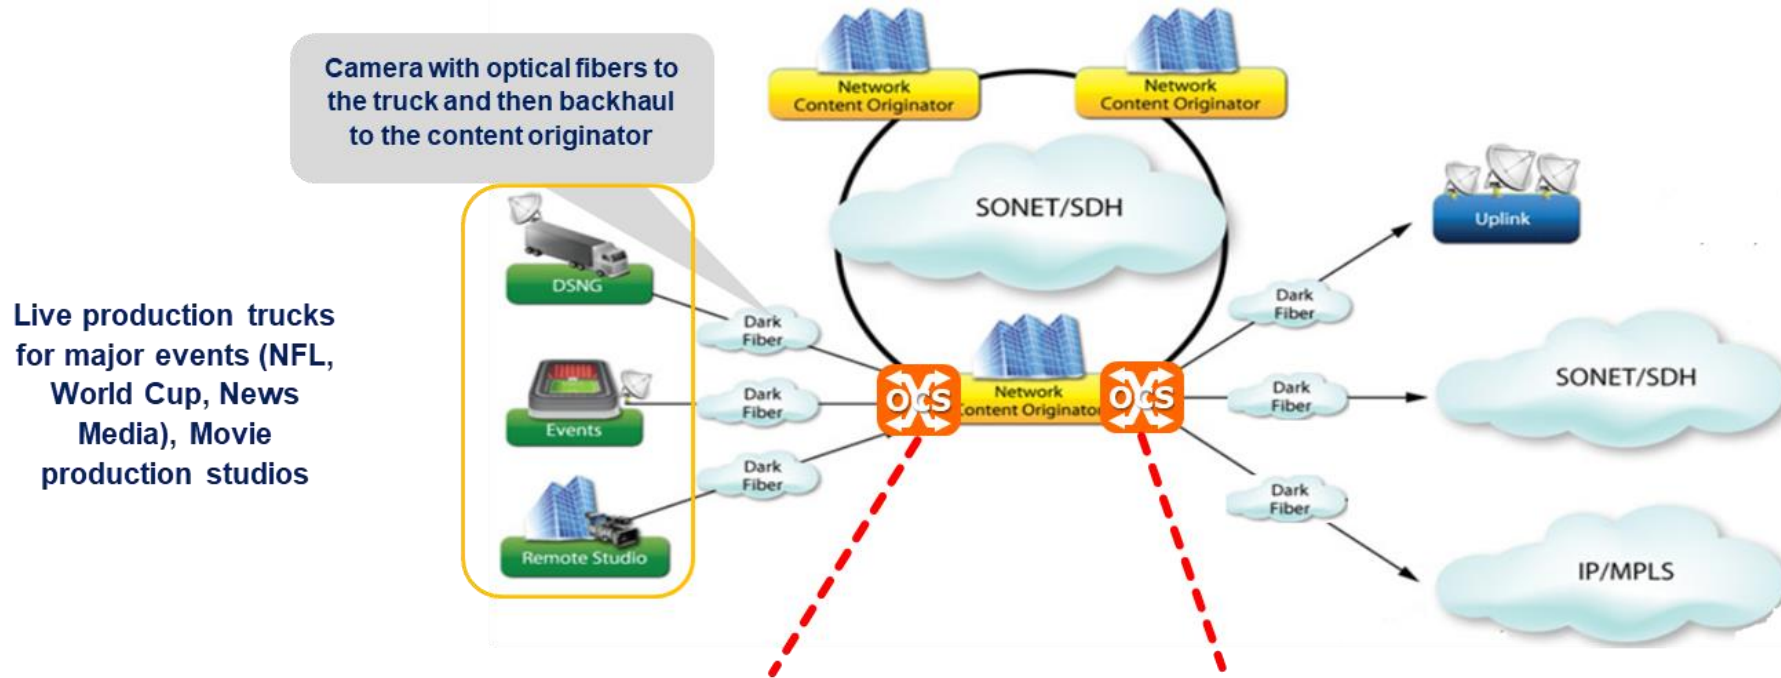 Camera with optical fibers to
the truck and then backhaul
to the content originator
Live production trucks
for major events (NFL,
World Cup, News
Media), Movie
production studios
DSNG
Events
Remote Studio
Dark
Fiber
Dark
Fiber
Dark
Fiber
Network
Content Originator
Network
Content Originator
SONET/SDH
OCS
Network
Content Originator
OCS
Dark
Fiber
Dark
Fiber
Dark
Fiber
Uplink
SONET/SDH
IP/MPLS